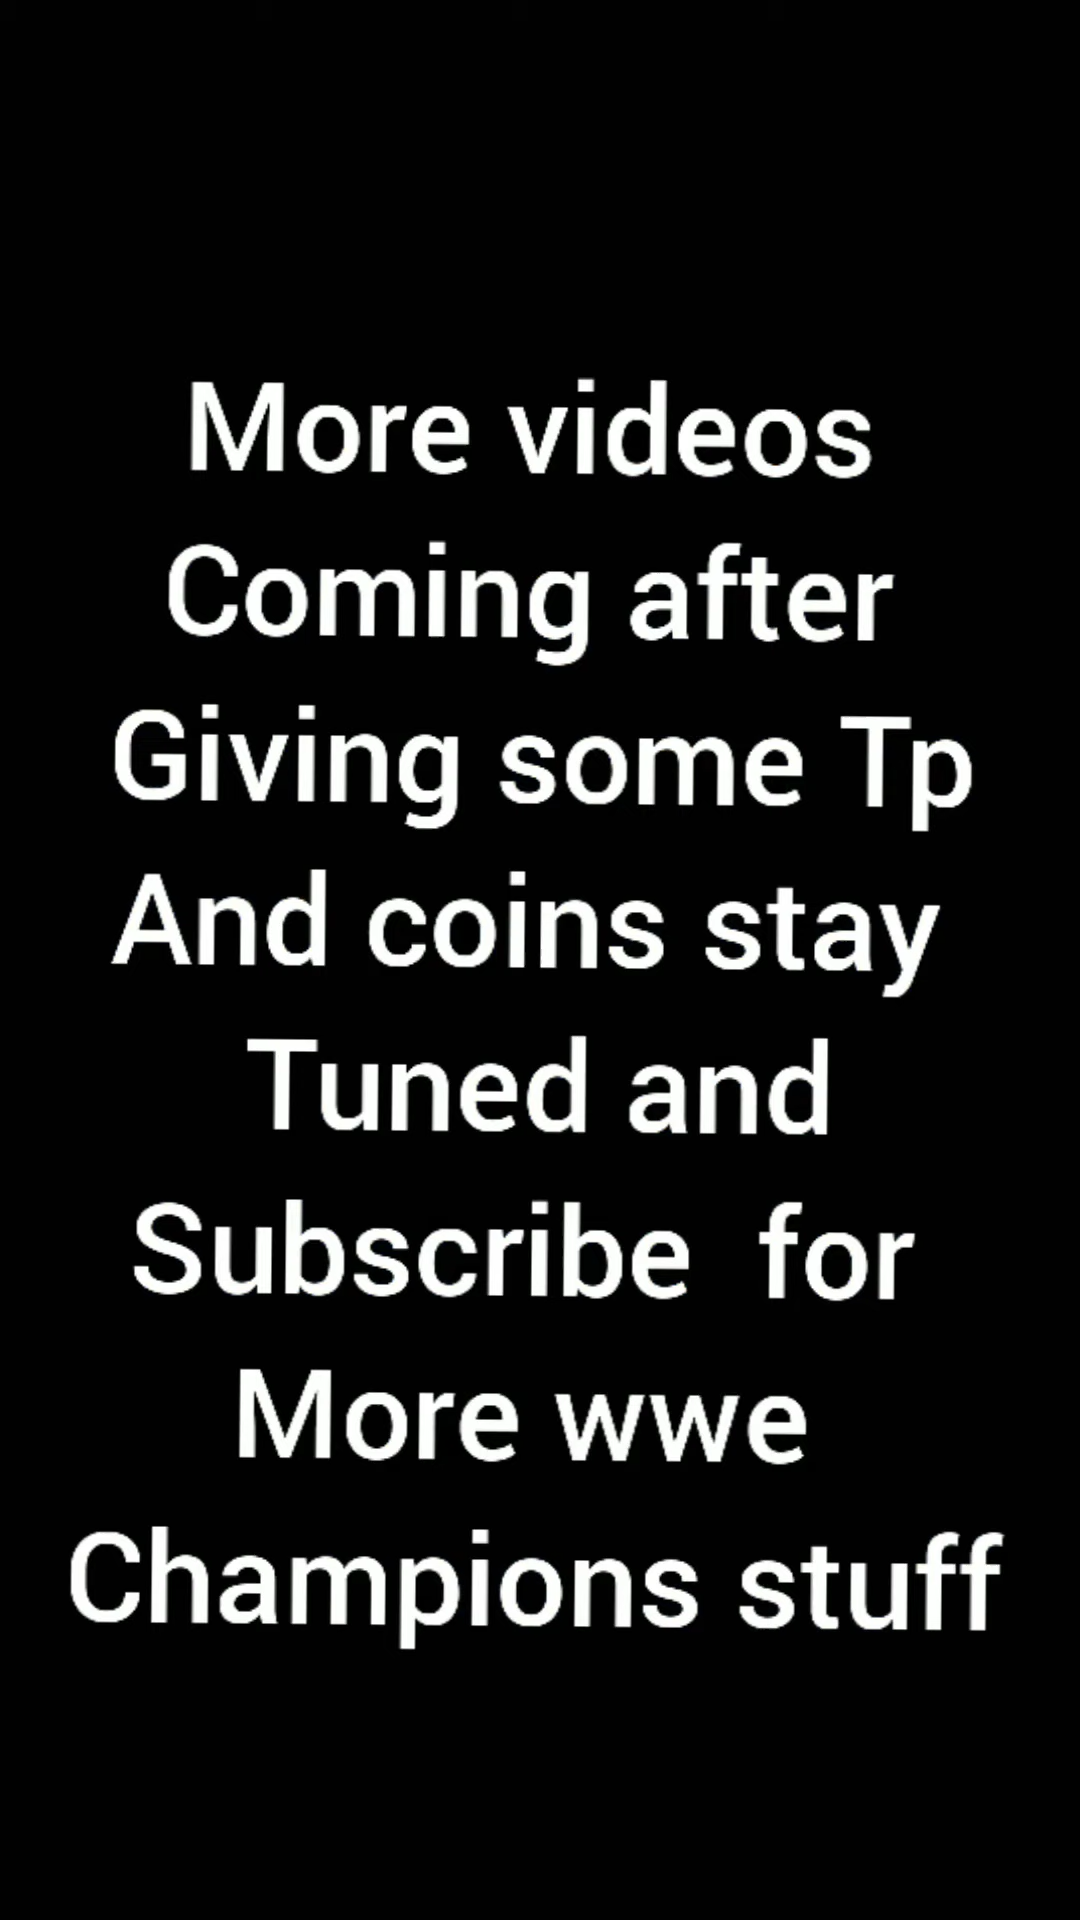 More videos
Coming after
Giving some Tp
And coins stay
Tuned and
Subscribe  for
More wwe
Champions stuff